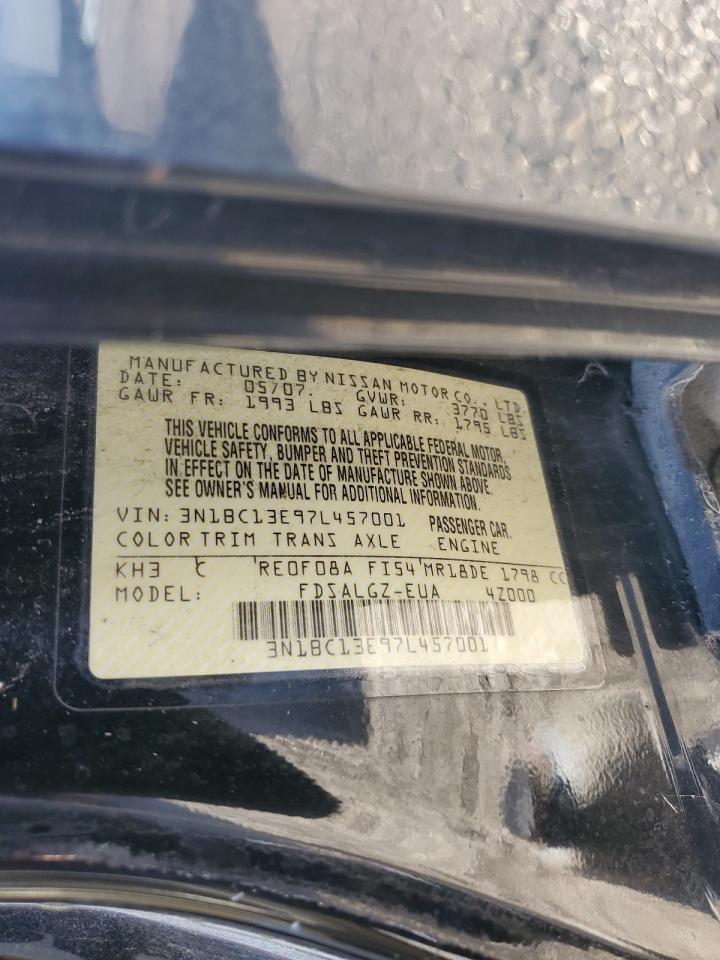 MANUFACTURED BY NISSAN MOTOR CO., LTD.
DATE: 05/07. GVWR: 3770 LBS
GAWR FR: 1993 LBS GAWR RR: 1795 LBS
THIS VEHICLE CONFORMS TO ALL APPLICABLE FEDERAL MOTOR
VEHICLE SAFETY, BUMPER AND THEFT PREVENTION STANDARDS
IN EFFECT ON THE DATE OF MANUFACTURE SHOWN ABOVE.
SEE OWNER'S MANUAL FOR ADDITIONAL INFORMATION.
VIN: 3N1BC13E97L457001 PASSENGER CAR
COLOR TRIM TRANS AXLE ENGINE
KH3 C RE0F08A FI54 MR18DE 1798 CC
MODEL: FDSALGZ-EUA 4Z000
3N1BC13E97L457001